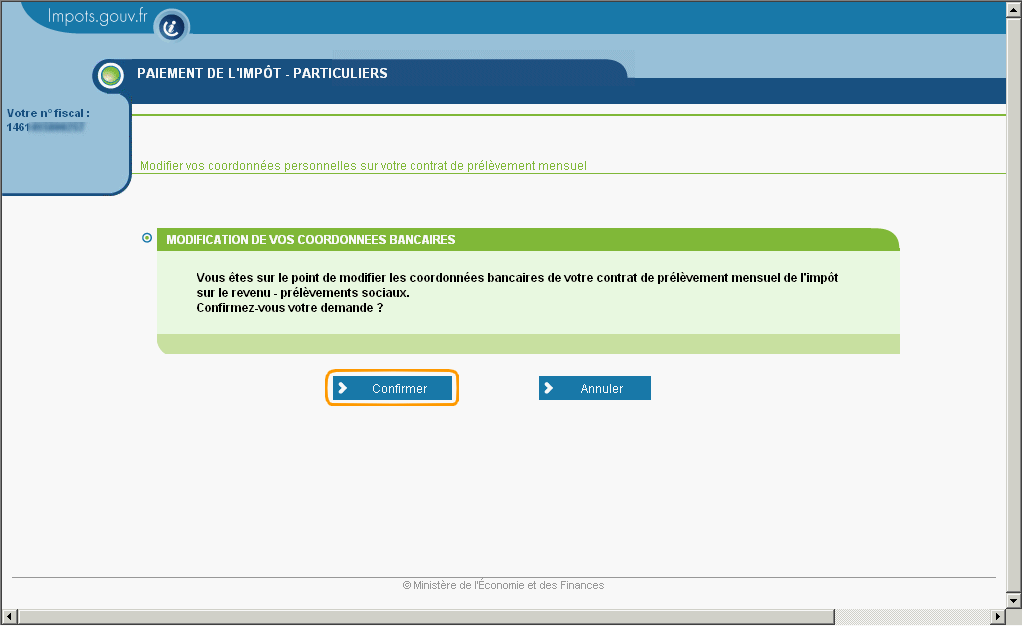 Impots.gouv.fr
PAIEMENT DE L'IMPÔT - PARTICULIERS
Votre n° fiscal :
1461
Modifier vos coordonnées personnelles sur votre contrat de prélèvement mensuel
MODIFICATION DE VOS COORDONNEES BANCAIRES
Vous êtes sur le point de modifier les coordonnées bancaires de votre contrat de prélèvement mensuel de l'impôt
sur le revenu - prélèvements sociaux.
Confirmez-vous votre demande ?
Confirmer
Annuler
© Ministère de l'Économie et des Finances